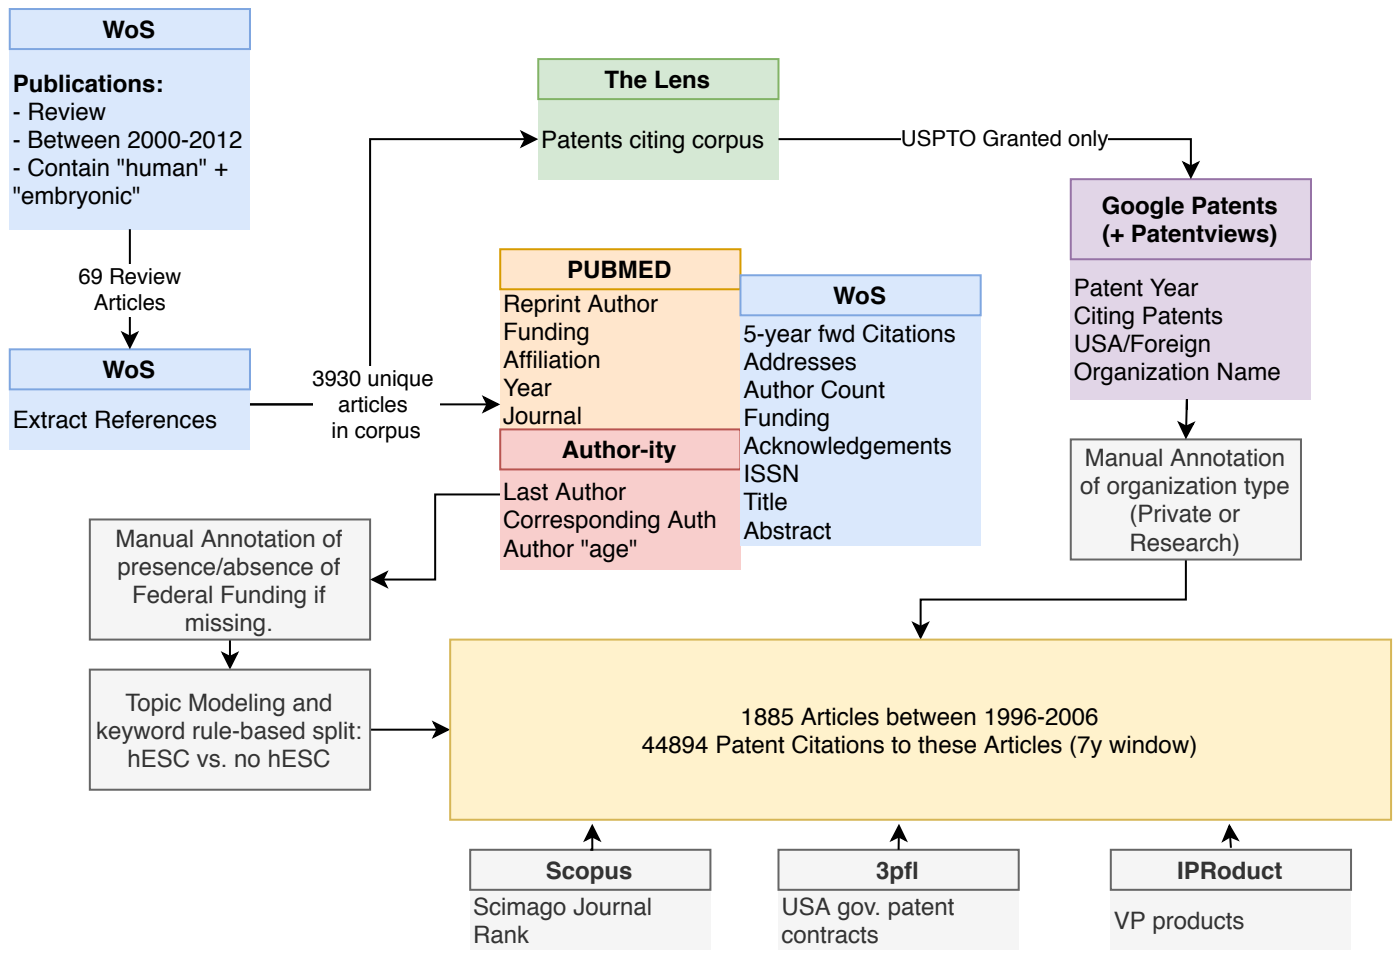 WoS
Publications:
- Review
- Between 2000-2012
- Contain "human" +
"embryonic"
69 Review
Articles
WoS
Extract References
3930 unique
articles
in corpus
The Lens
Patents citing corpus
USPTO Granted only
Google Patents
(+ Patentviews)
Patent Year
Citing Patents
USA/Foreign
Organization Name
Manual Annotation
of organization type
(Private or
Research)
PUBMED
Reprint Author
Funding
Affiliation
Year
Journal
Author-ity
Last Author
Corresponding Auth
Author "age"
WoS
5-year fwd Citations
Addresses
Author Count
Funding
Acknowledgements
ISSN
Title
Abstract
Manual Annotation of
presence/absence of
Federal Funding if
missing.
Topic Modeling and
keyword rule-based split:
hESC vs. no hESC
1885 Articles between 1996-2006
44894 Patent Citations to these Articles (7y window)
Scopus
Scimago Journal
Rank
3pfl
USA gov. patent
contracts
IPRoduct
VP products